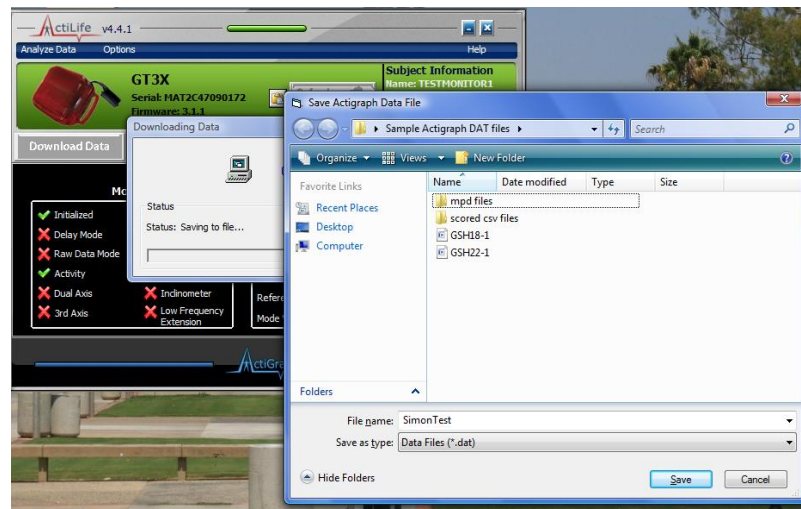 ActiLife v4.4.1
Analyze Data Options Help
GT3X
Serial: MAT2C47090172
Firmware: 3.1.1
Subject Information
Name: TESTMONITOR1
Download Data
Downloading Data
Status
Status: Saving to file...
Initialized
Delay Mode
Raw Data Mode
Activity
Dual Axis
3rd Axis
Inclinometer
Low Frequency
Extension
Mode
Save Actigraph Data File
Sample Actigraph DAT files
Search
Organize Views New Folder
Favorite Links
Recent Places
Desktop
Computer
Name Date modified Type Size
mpd files
scored csv files
GSH18-1
GSH22-1
Folders
File name: SimonTest
Save as type: Data Files (*.dat)
Hide Folders
Save Cancel